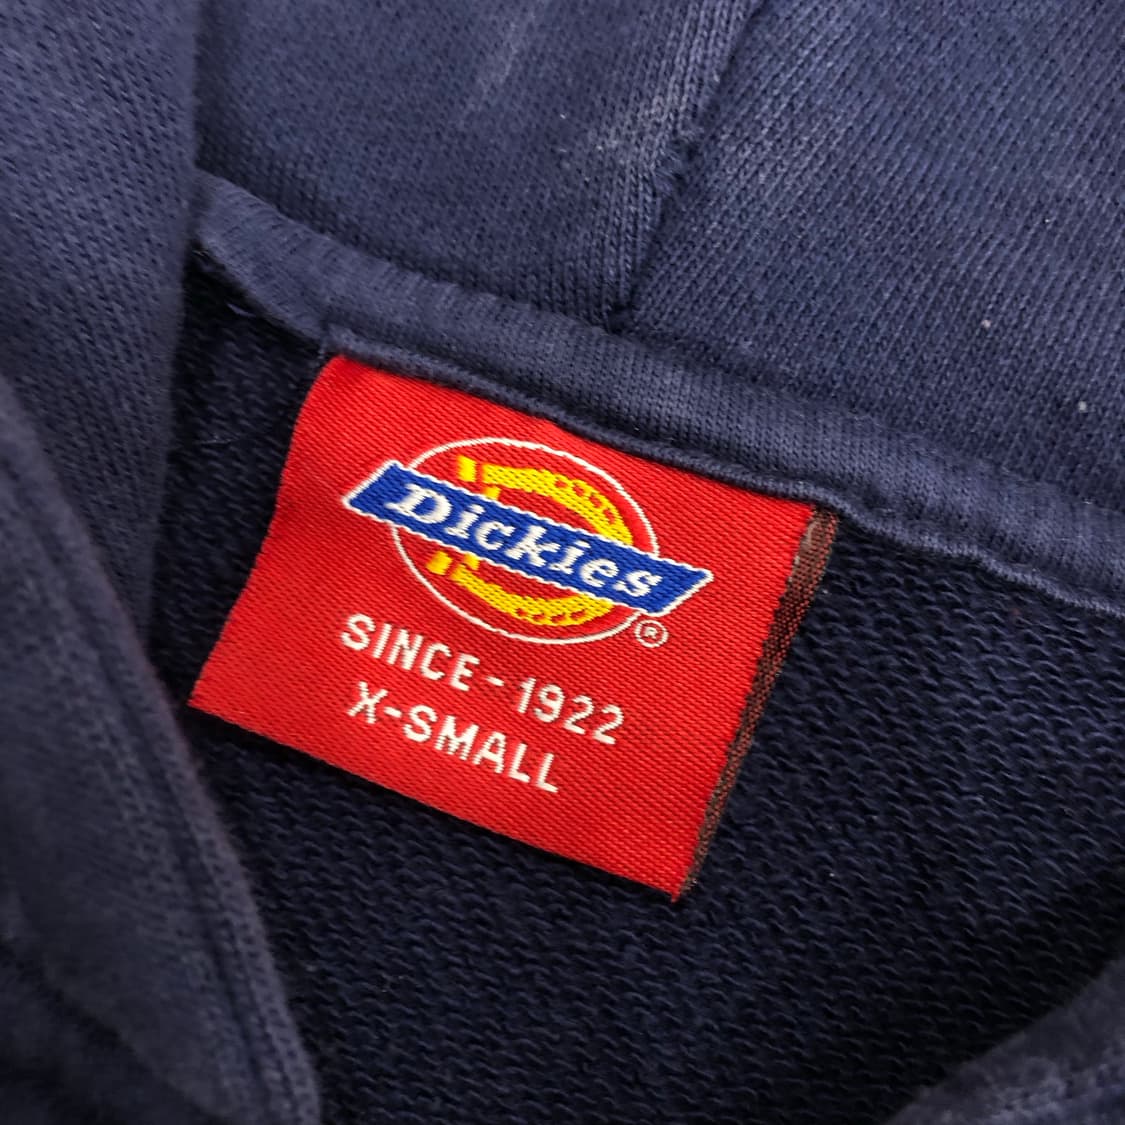 Dickies
®
SINCE-1922
X-SMALL